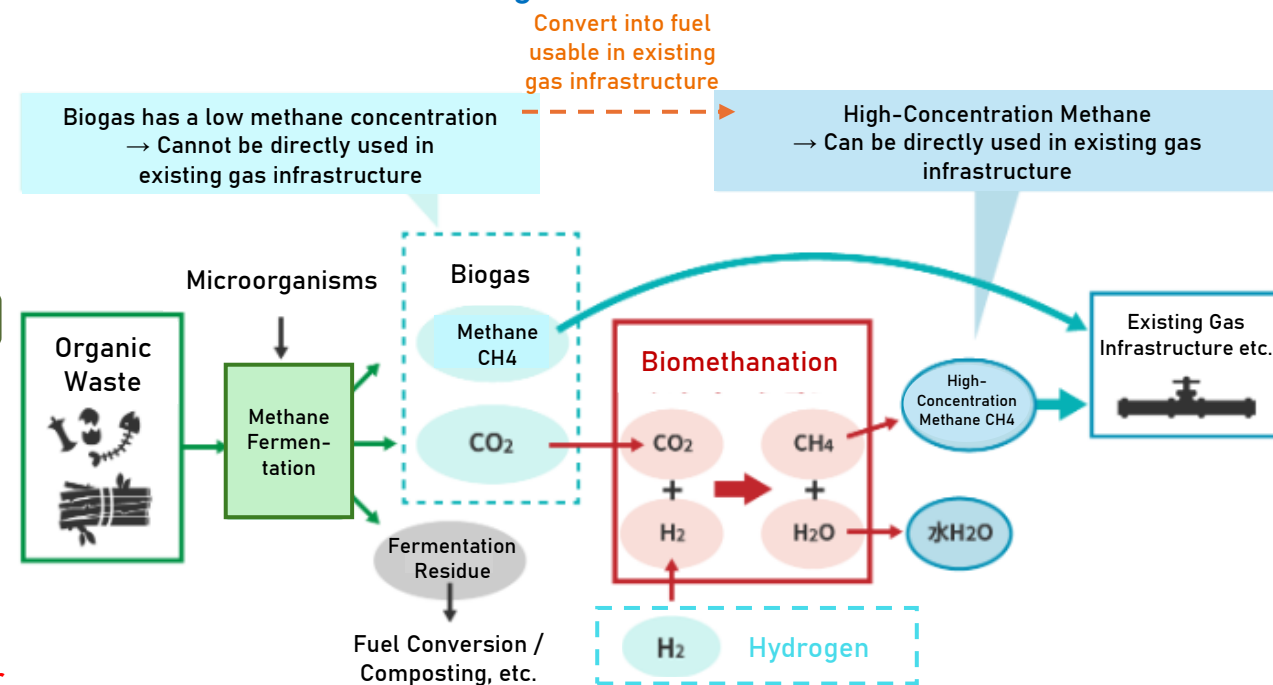 Convert into fuel
usable in existing
gas infrastructure
Biogas has a low methane concentration
→ Cannot be directly used in
existing gas infrastructure
High-Concentration Methane
→ Can be directly used in existing gas
infrastructure
Microorganisms
Biogas
Organic
Waste
Methane
Fermen-
tation
Methane
CH4
CO2
Fermentation
Residue
Fuel Conversion /
Composting, etc.
Biomethanation
CO2
+
H2
CH4
+
H2O
H2
Hydrogen
High-
Concentration
Methane CH4
水H2O
Existing Gas
Infrastructure etc.